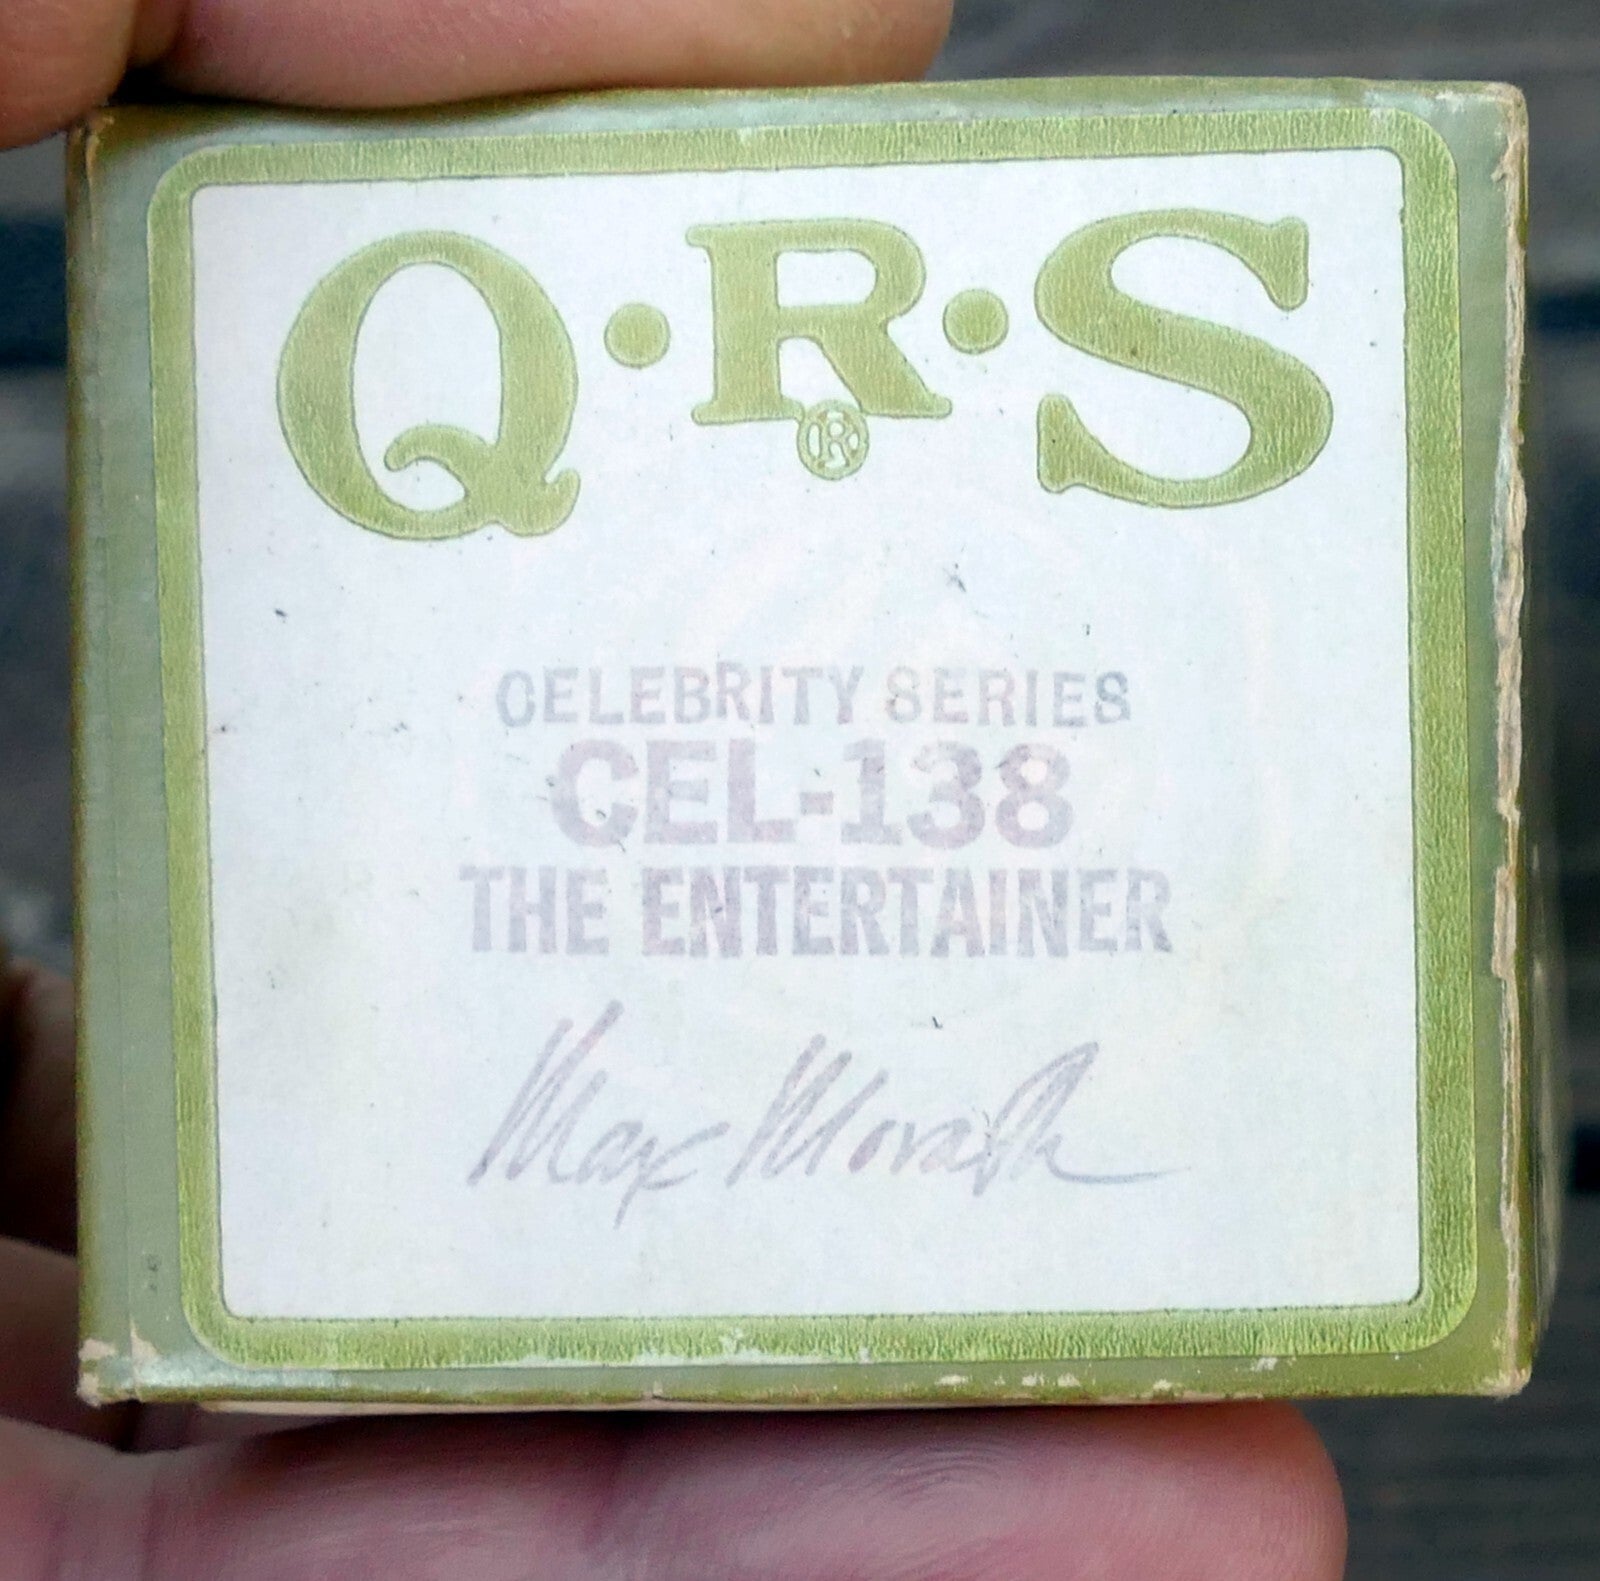 Q·R·S
®
CELEBRITY SERIES
CEL-138
THE ENTERTAINER
Max Morath